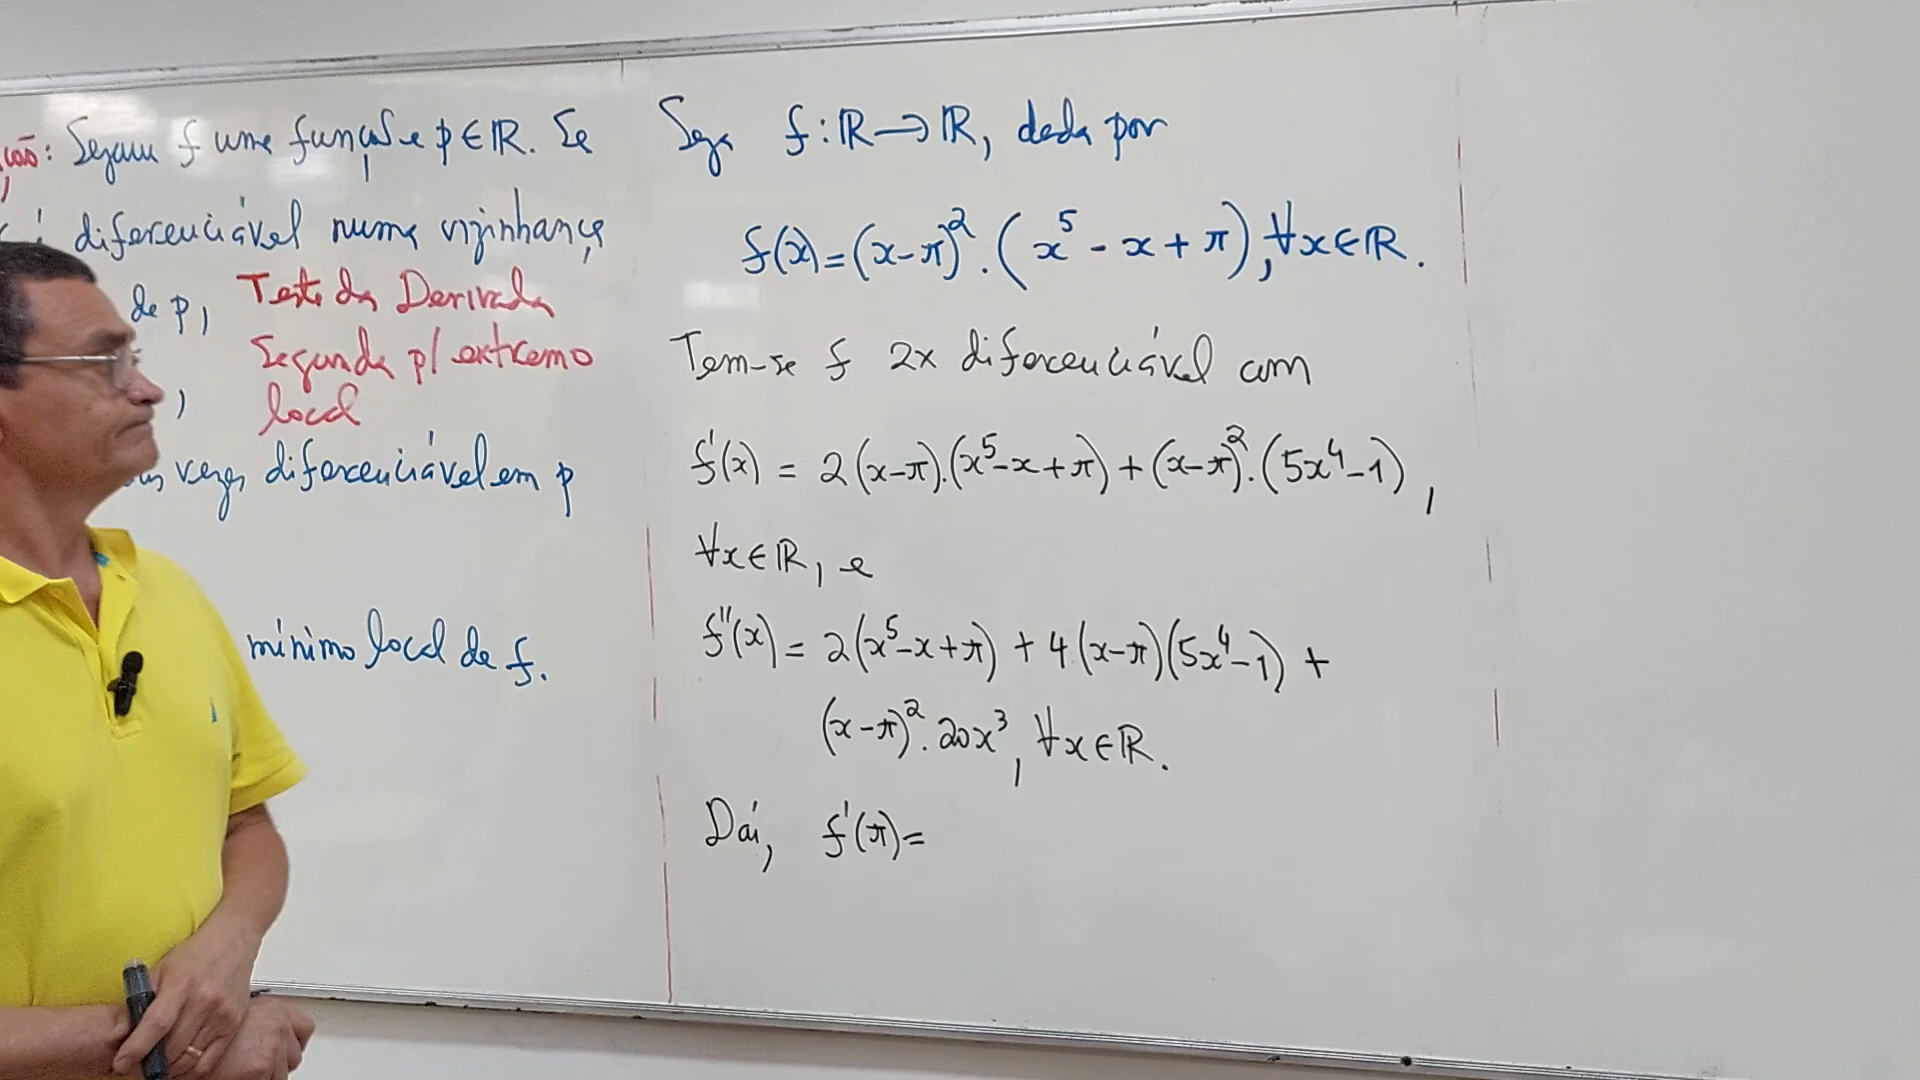 ção: Sejam f uma função e p ∈ ℝ. Se
é diferenciável numa vizinhança
de p,
Teste da Derivada
Segunda p/ extremo
local
,
vezes diferenciável em p
mínimo local de f.
Seja f : ℝ → ℝ, dada por
f(x) = (x-π)². (x⁵ - x + π), ∀x ∈ ℝ.
Tem-se f 2x diferenciável com
f'(x) = 2(x-π).(x⁵-x+π) + (x-π)².(5x⁴-1),
∀x ∈ ℝ, e
f''(x) = 2(x⁵-x+π) + 4.(x-π)(5x⁴-1) +
(x-π)². 20x³, ∀x ∈ ℝ.
Daí, f'(π) =